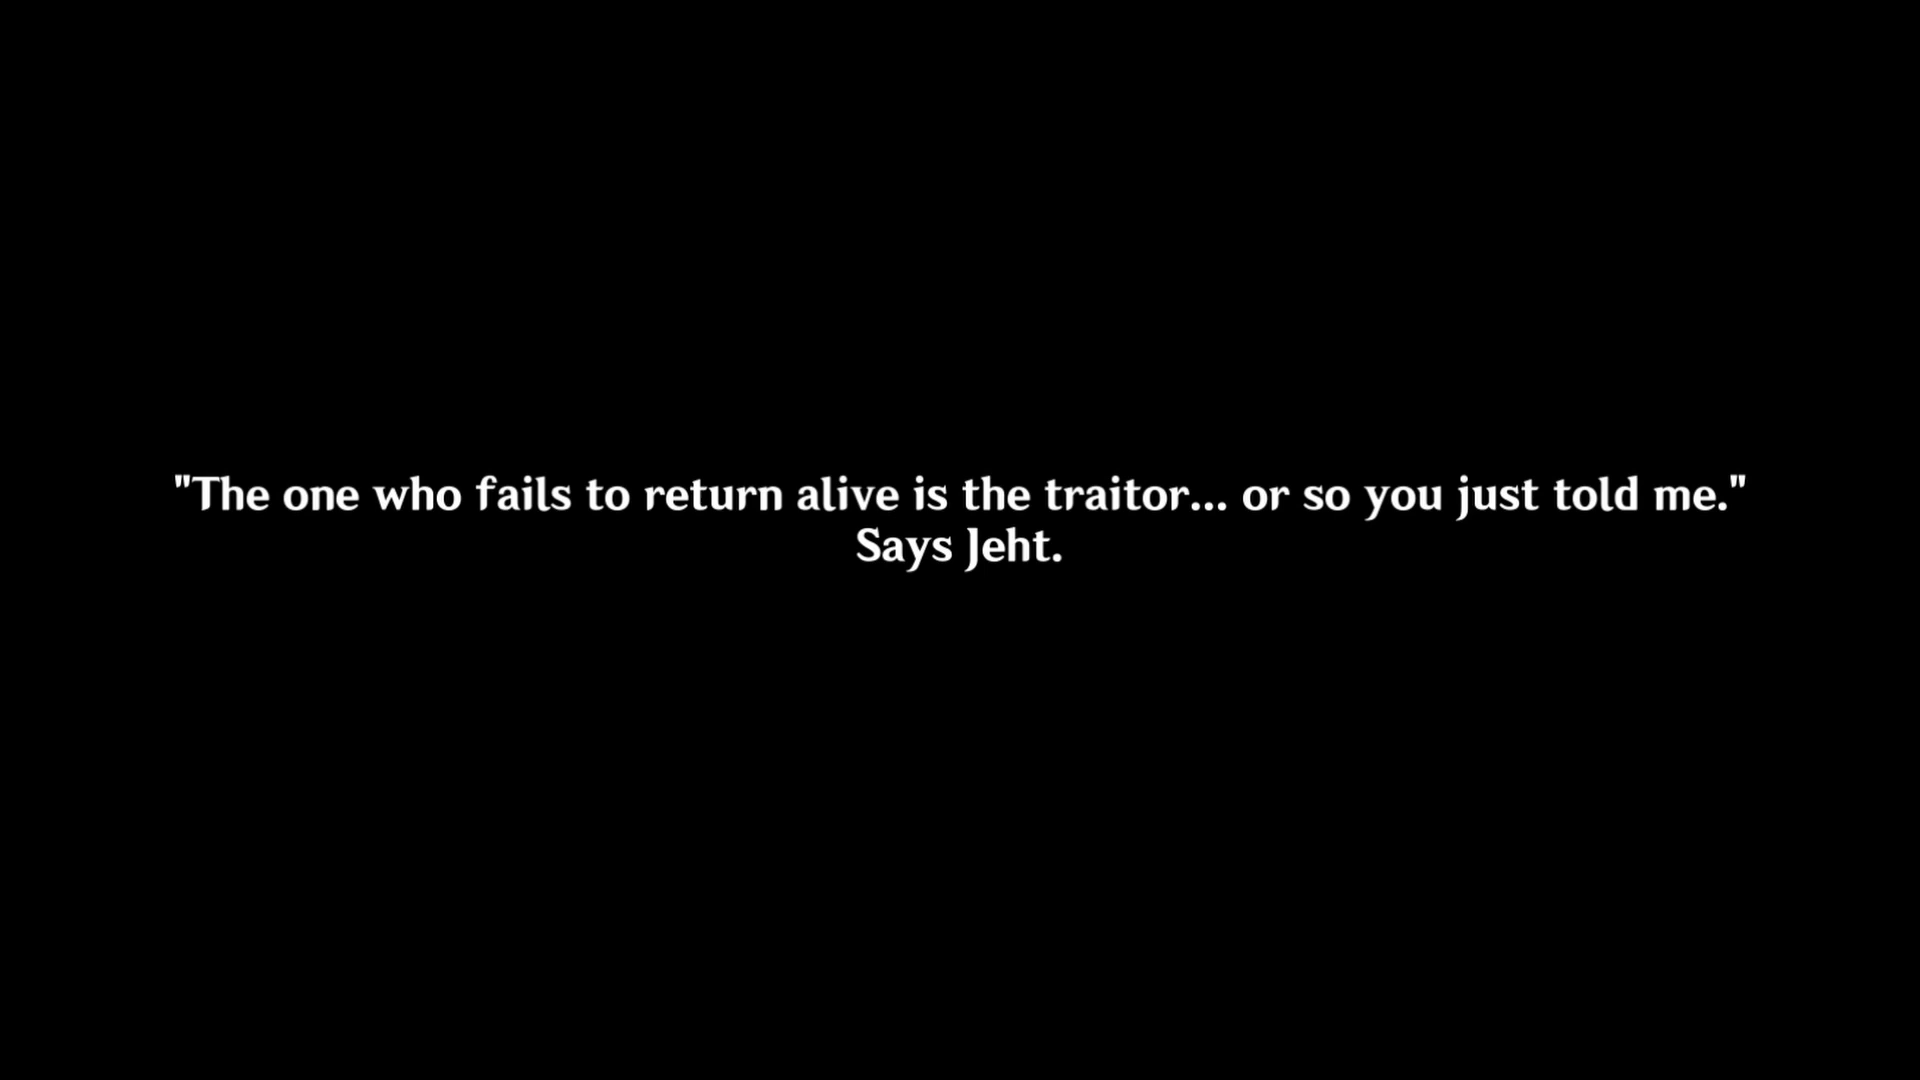 "The one who fails to return alive is the traitor... or so you just told me."
Says Jeht.